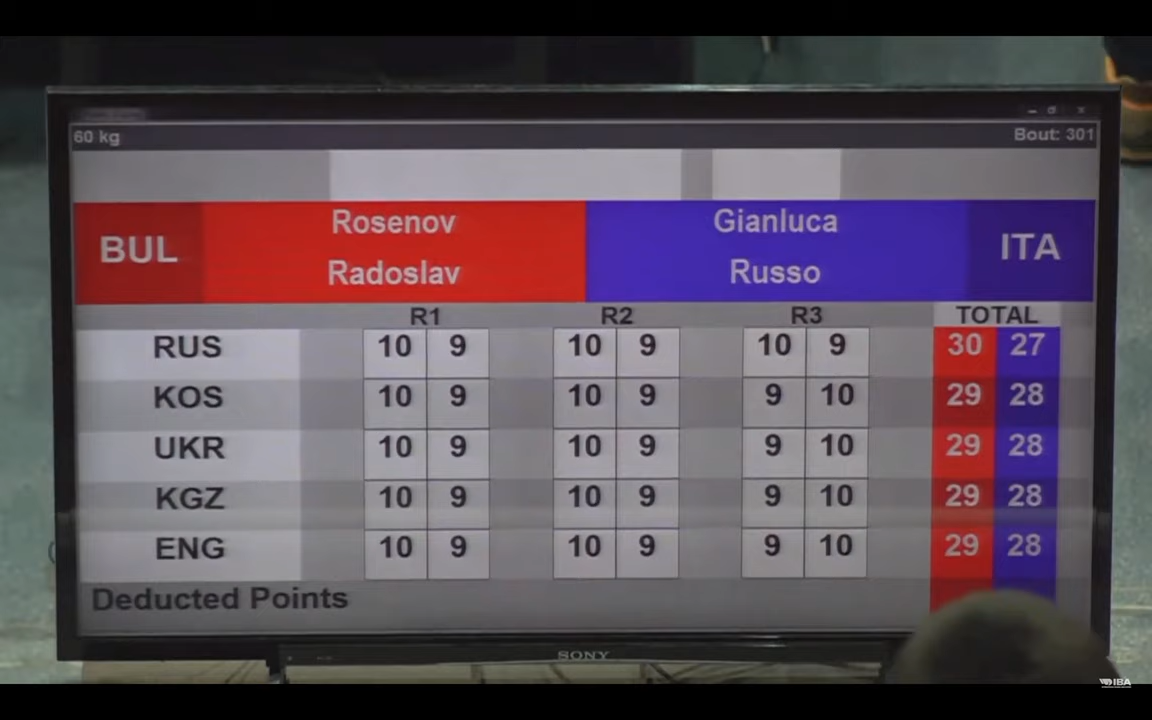 60 kg Bout: 301
BUL Rosenov Gianluca ITA
Radoslav Russo
R1 R2 R3 TOTAL
RUS 10 9 10 9 10 9 30 27
KOS 10 9 10 9 9 10 29 28
UKR 10 9 10 9 9 10 29 28
KGZ 10 9 10 9 9 10 29 28
ENG 10 9 10 9 9 10 29 28
Deducted Points
SONY
IBA